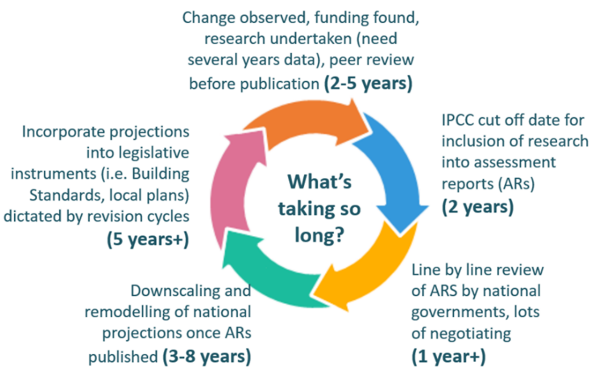 Change observed, funding found,
research undertaken (need
several years data), peer review
before publication (2-5 years)
IPCC cut off date for
inclusion of research
into assessment
reports (ARs)
(2 years)
Line by line review
of ARS by national
governments, lots
of negotiating
(1 year+)
Downscaling and
remodelling of national
projections once ARs
published (3-8 years)
Incorporate projections
into legislative
instruments (i.e. Building
Standards, local plans)
dictated by revision cycles
(5 years+)
What's
taking so
long?